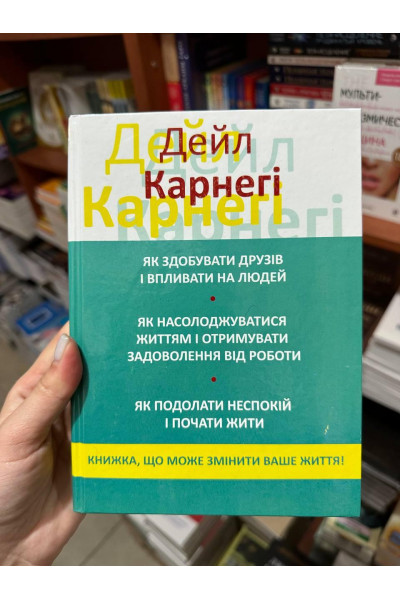 Дейл
Карнегі
ЯК ЗДОБУВАТИ ДРУЗІВ
І ВПЛИВАТИ НА ЛЮДЕЙ
•
ЯК НАСОЛОДЖУВАТИСЯ
ЖИТТЯМ І ОТРИМУВАТИ
ЗАДОВОЛЕННЯ ВІД РОБОТИ
•
ЯК ПОДОЛАТИ НЕСПОКІЙ
І ПОЧАТИ ЖИТИ
КНИЖКА, ЩО МОЖЕ ЗМІНИТИ ВАШЕ ЖИТТЯ!
МУЛЬТИ-